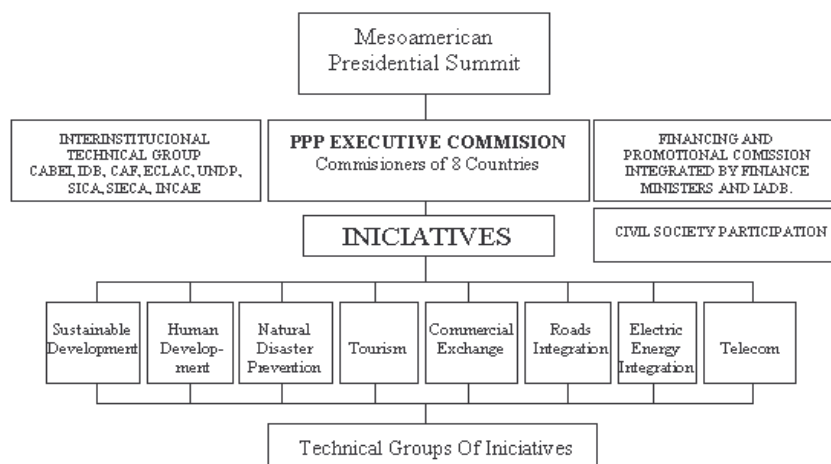 Mesoamerican
Presidential Summit
INTERINSTITUCIONAL
TECHNICAL GROUP
CABEI, IDB, CAF, ECLAC, UNDP,
SICA, SIECA, INCAE
PPP EXECUTIVE COMMISION
Commisioners of 8 Countries
FINANCING AND
PROMOTIONAL COMISSION
INTEGRATED BY FINIANCE
MINISTERS AND IADB.
CIVIL SOCIETY PARTICIPATION
INICIATIVES
Sustainable
Development
Human
Develop-
ment
Natural
Disaster
Prevention
Tourism
Commercial
Exchange
Roads
Integration
Electric
Energy
Integration
Telecom
Technical Groups Of Iniciatives